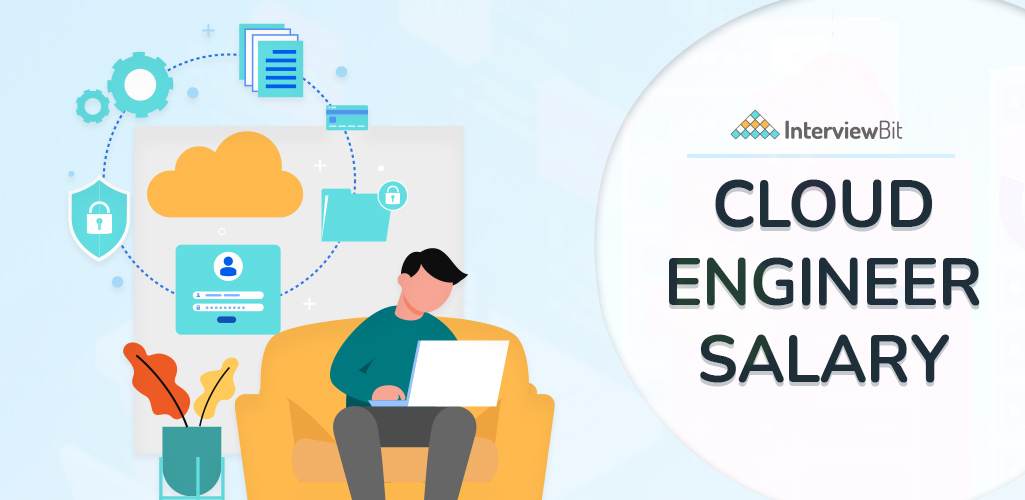 InterviewBit
CLOUD
ENGINEER
SALARY